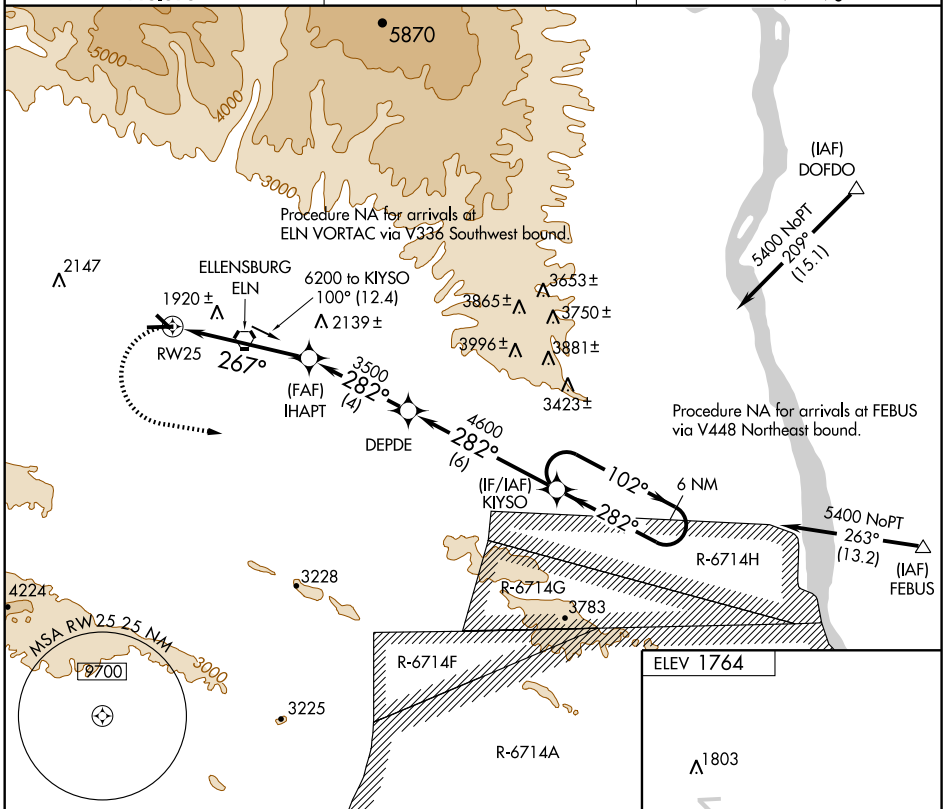 5870
5000
4000
3000
(IAF)
DOFDO
5400 NoPT
209°
(15.1)
Procedure NA for arrivals at
ELN VORTAC via V336 Southwest bound.
2147
ELLENSBURG
ELN
6200 to KIYSO
100° (12.4)
1920 ±
2139 ±
3653 ±
3865 ±
3750 ±
3996 ±
3881 ±
3423 ±
RW25
267°
(FAF)
IHAPT
3500
282°
(4)
DEPDE
4600
282°
(6)
Procedure NA for arrivals at FEBUS
via V448 Northeast bound.
(IF/IAF)
KIYSO
102°
6 NM
282°
5400 NoPT
263°
(13.2)
(IAF)
FEBUS
R-6714H
R-6714G
3783
3228
4224
MSA RW 25 25 NM
9700
3000
R-6714F
3225
R-6714A
ELEV 1764
1803